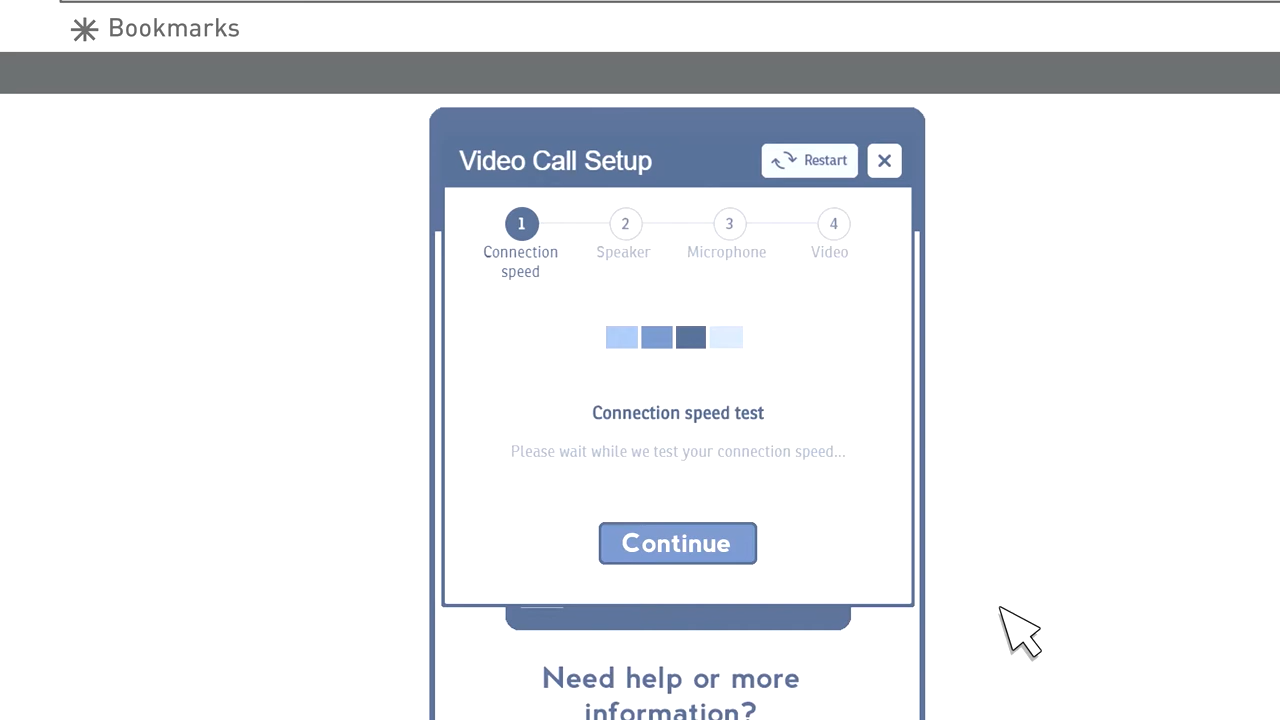 Bookmarks
Video Call Setup
Restart
1 2 3 4
Connection speed Speaker Microphone Video
Connection speed test
Please wait while we test your connection speed...
Continue
Need help or more
information?